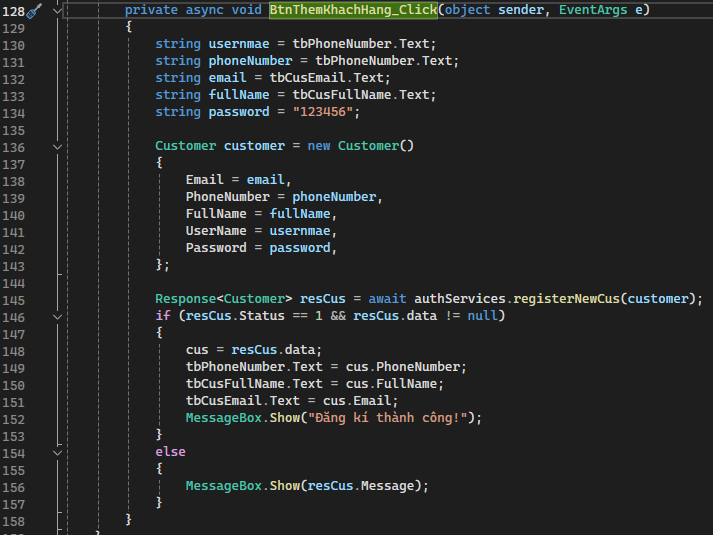 128 private async void BtnThemKhachHang_Click(object sender, EventArgs e)
129 {
130 string usernmae = tbPhoneNumber.Text;
131 string phoneNumber = tbPhoneNumber.Text;
132 string email = tbCusEmail.Text;
133 string fullName = tbCusFullName.Text;
134 string password = "123456";
135
136 Customer customer = new Customer()
137 {
138 Email = email,
139 PhoneNumber = phoneNumber,
140 FullName = fullName,
141 UserName = usernmae,
142 Password = password,
143 };
144
145 Response<Customer> resCus = await authServices.registerNewCus(customer);
146 if (resCus.Status == 1 && resCus.data != null)
147 {
148 cus = resCus.data;
149 tbPhoneNumber.Text = cus.PhoneNumber;
150 tbCusFullName.Text = cus.FullName;
151 tbCusEmail.Text = cus.Email;
152 MessageBox.Show("Đăng kí thành công!");
153 }
154 else
155 {
156 MessageBox.Show(resCus.Message);
157 }
158 }